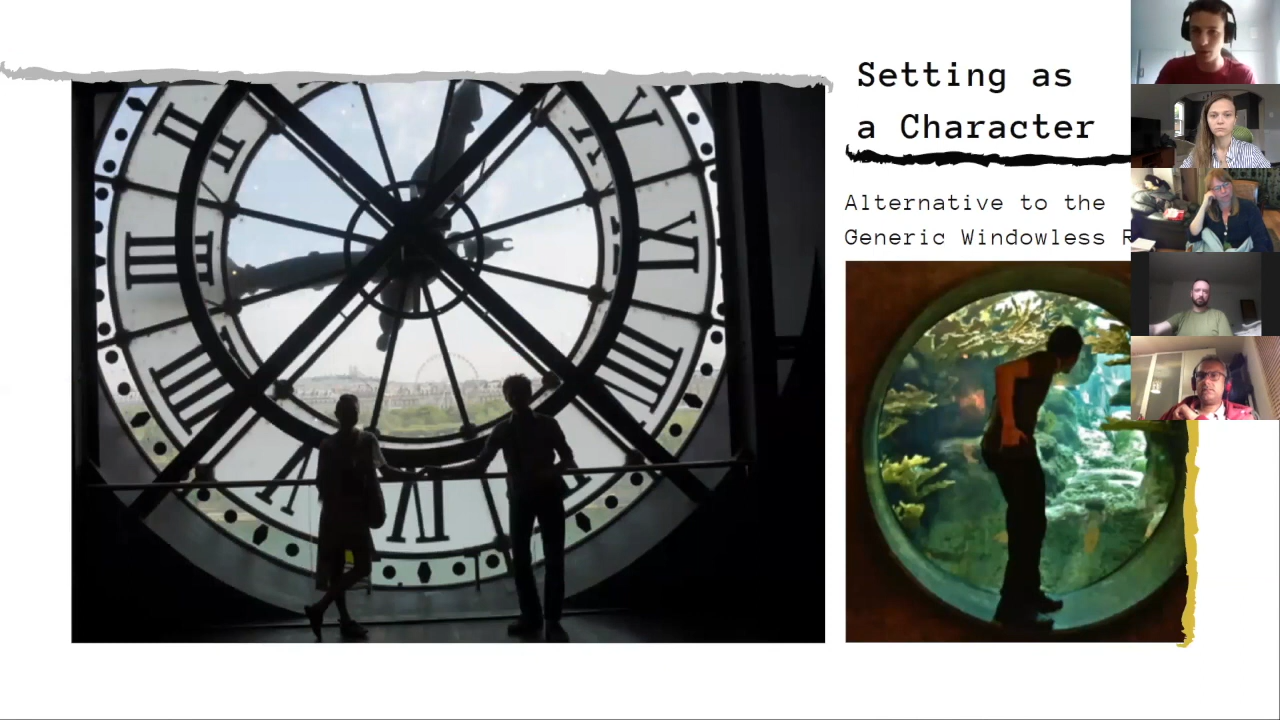 Setting as
a Character
Alternative to the
Generic Windowless